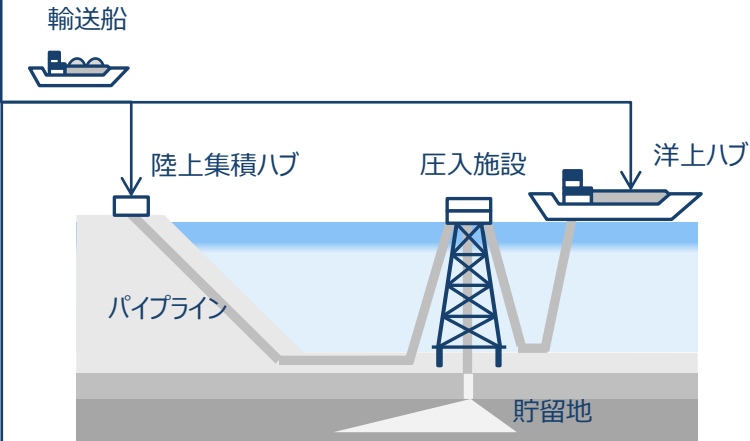 輸送船
陸上集積ハブ
圧入施設
洋上ハブ
パイプライン
貯留地